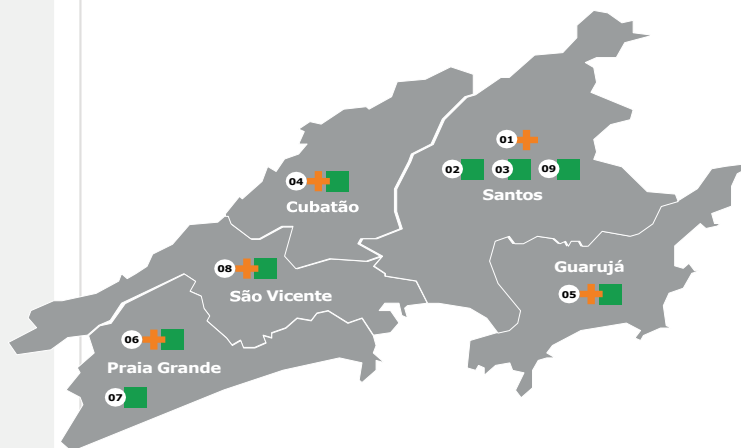 01
02
03
09
Santos
04
Cubatão
Guarujá
05
08
São Vicente
06
Praia Grande
07